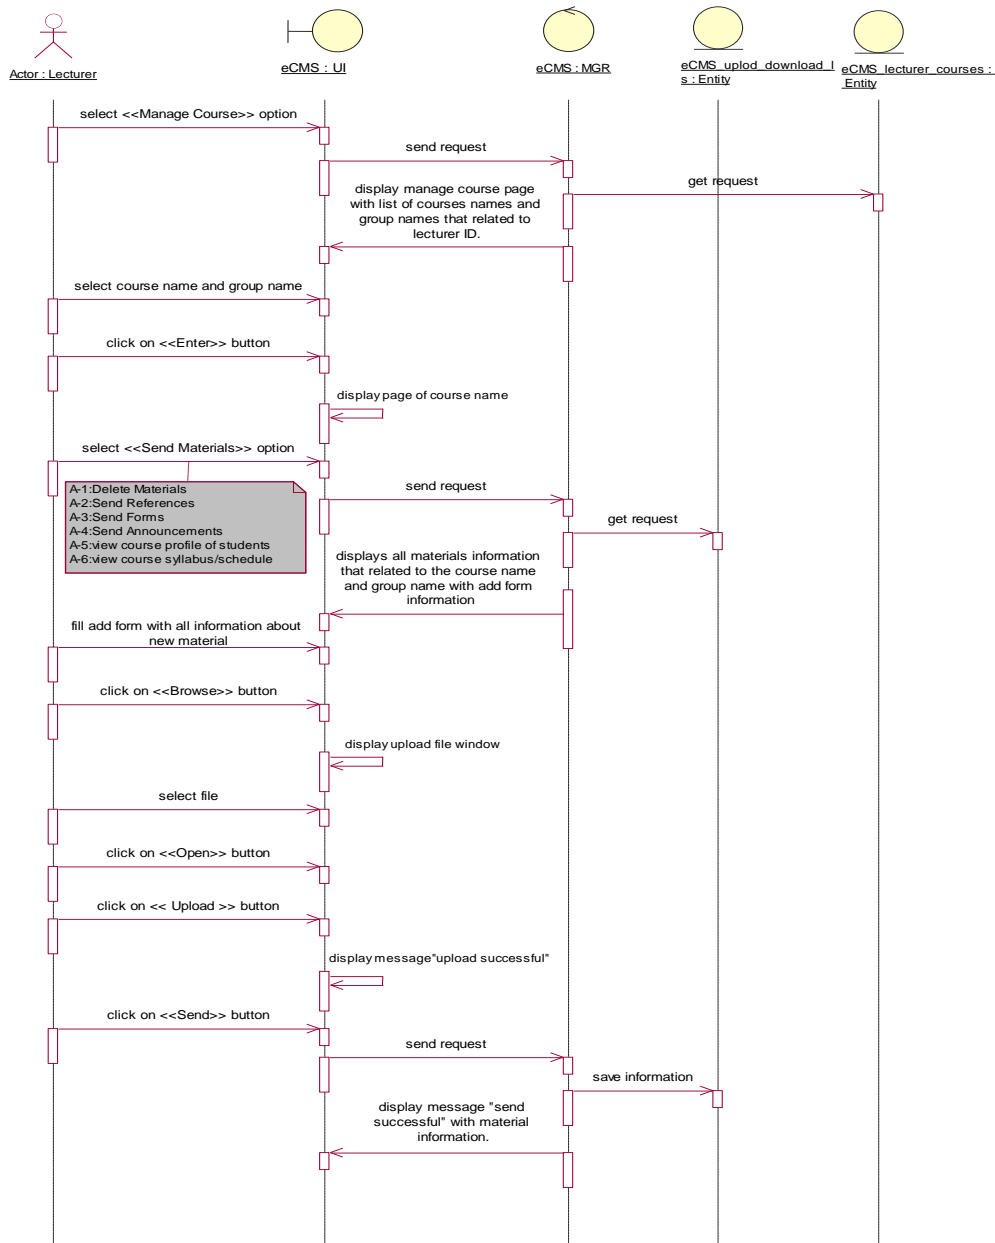 Actor : Lecturer
eCMS : UI
eCMS : MGR
eCMS_uplod_download_l
s : Entity
eCMS_lecturer_courses :
Entity
select <<Manage Course>> option
send request
get request
display manage course page
with list of courses names and
group names that related to
lecturer ID.
select course name and group name
click on <<Enter>> button
display page of course name
select <<Send Materials>> option
A-1:Delete Materials
A-2:Send References
A-3:Send Forms
A-4:Send Announcements
A-5:view course profile of students
A-6:view course syllabus/schedule
send request
get request
displays all materials information
that related to the course name
and group name with add form
information
fill add form with all information about
new material
click on <<Browse>> button
display upload file window
select file
click on <<Open>> button
click on << Upload >> button
display message"upload successful"
click on <<Send>> button
send request
save information
display message "send
successful" with material
information.